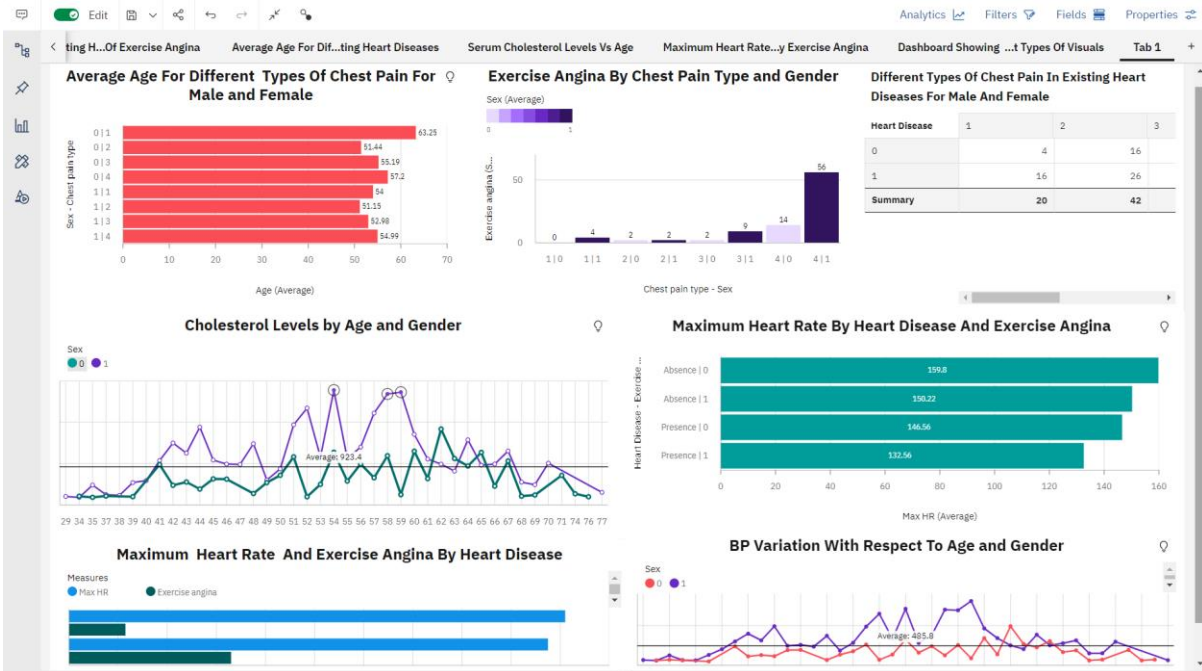 Edit
Analytics
Filters
Fields
Properties
ting H...Of Exercise Angina
Average Age For Dif...ting Heart Diseases
Serum Cholesterol Levels Vs Age
Maximum Heart Rate...y Exercise Angina
Dashboard Showing ...t Types Of Visuals
Tab 1
Average Age For Different Types Of Chest Pain For
Male and Female
Sex - Chest pain type
0|1 63.25
0|2 51.44
0|3 55.19
0|4 57.2
1|1 54
1|2 51.15
1|3 52.98
1|4 54.99
0 10 20 30 40 50 60 70
Age (Average)
Exercise Angina By Chest Pain Type and Gender
Sex (Average)
0 1
Exercise angina (S...
50
0
0 4 2 2 2 9 14 56
1|0 1|1 2|0 2|1 3|0 3|1 4|0 4|1
Chest pain type - Sex
Different Types Of Chest Pain In Existing Heart
Diseases For Male And Female
Heart Disease 1 2 3
0 4 16
1 16 26
Summary 20 42
Cholesterol Levels by Age and Gender
Sex
0 1
Average: 923.4
29 34 35 37 38 39 40 41 42 43 44 45 46 47 48 49 50 51 52 53 54 55 56 57 58 59 60 61 62 63 64 65 66 67 68 69 70 71 74 76 77
Maximum Heart Rate By Heart Disease And Exercise Angina
Heart Disease - Exercise ...
Absence | 0 159.8
Absence | 1 150.22
Presence | 0 146.56
Presence | 1 132.56
0 20 40 60 80 100 120 140 160
Max HR (Average)
Maximum Heart Rate And Exercise Angina By Heart Disease
Measures
Max HR Exercise angina
BP Variation With Respect To Age and Gender
Sex
0 1
Average: 485.8